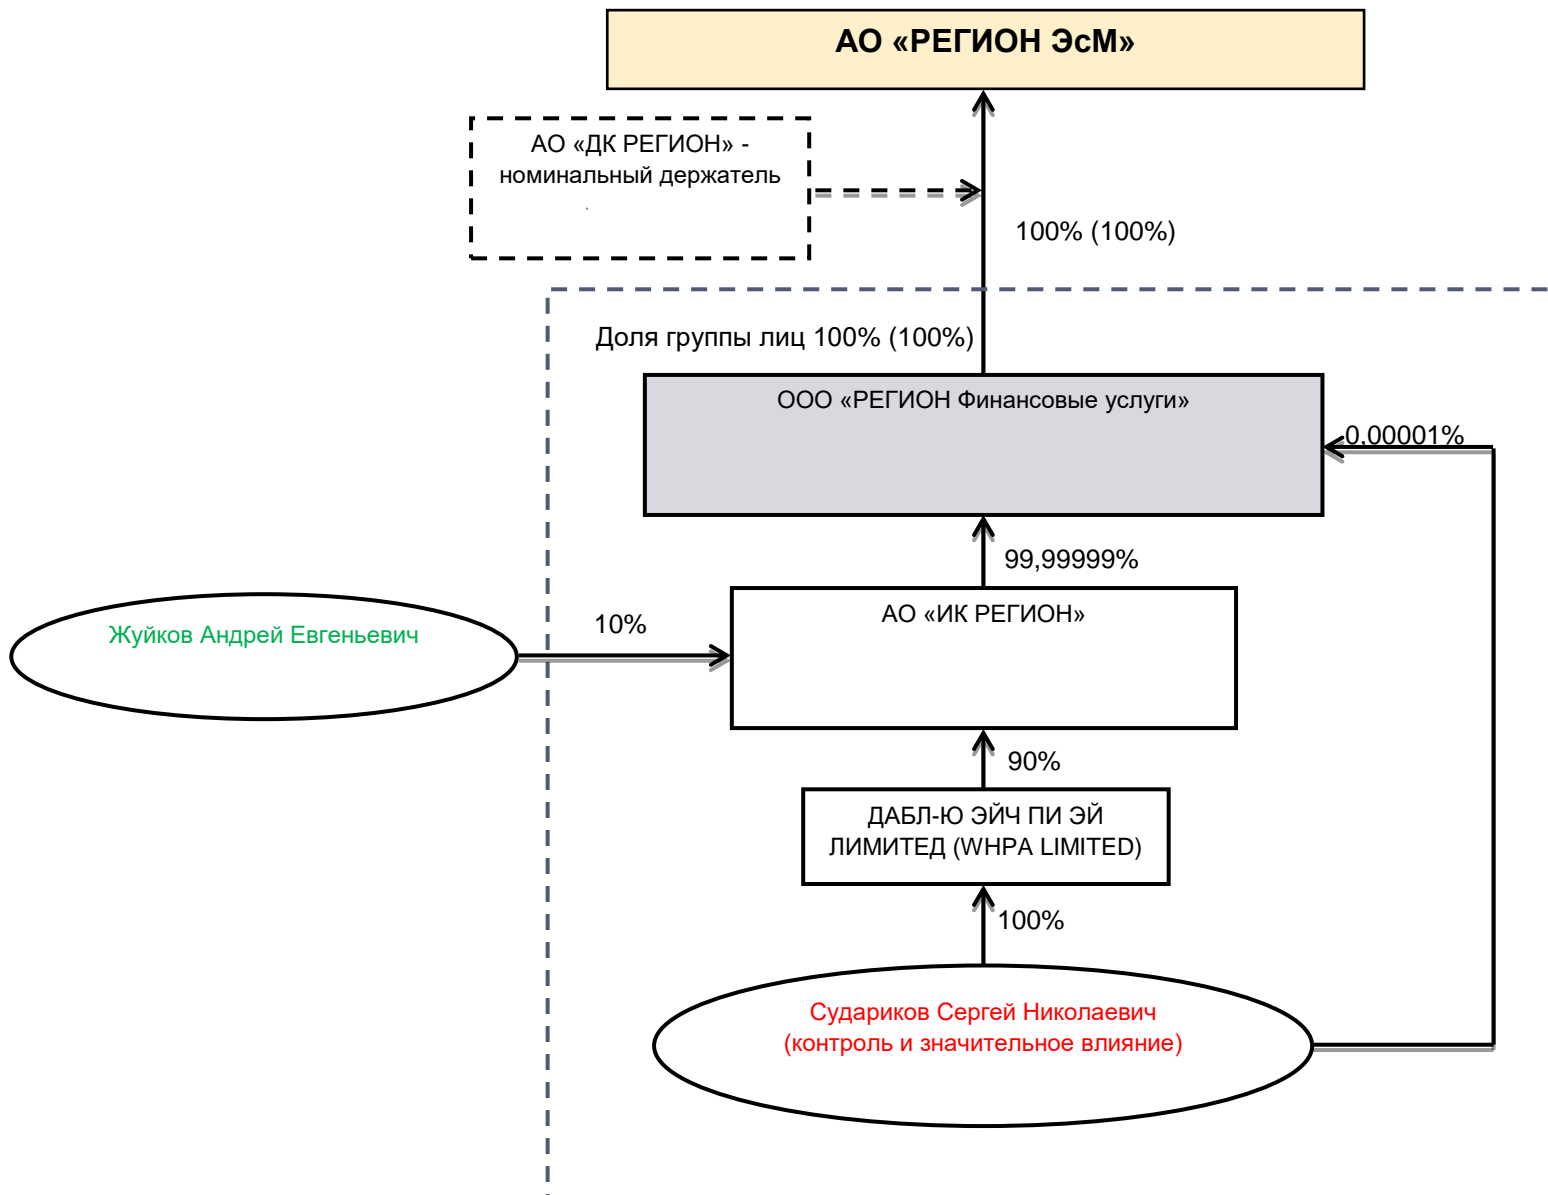 АО «РЕГИОН ЭсМ»
АО «ДК РЕГИОН» -
номинальный держатель
100% (100%)
Доля группы лиц 100% (100%)
ООО «РЕГИОН Финансовые услуги»
0,00001%
99,99999%
АО «ИК РЕГИОН»
Жуйков Андрей Евгеньевич
10%
90%
ДАБЛ-Ю ЭЙЧ ПИ ЭЙ
ЛИМИТЕД (WHPA LIMITED)
100%
Судариков Сергей Николаевич
(контроль и значительное влияние)